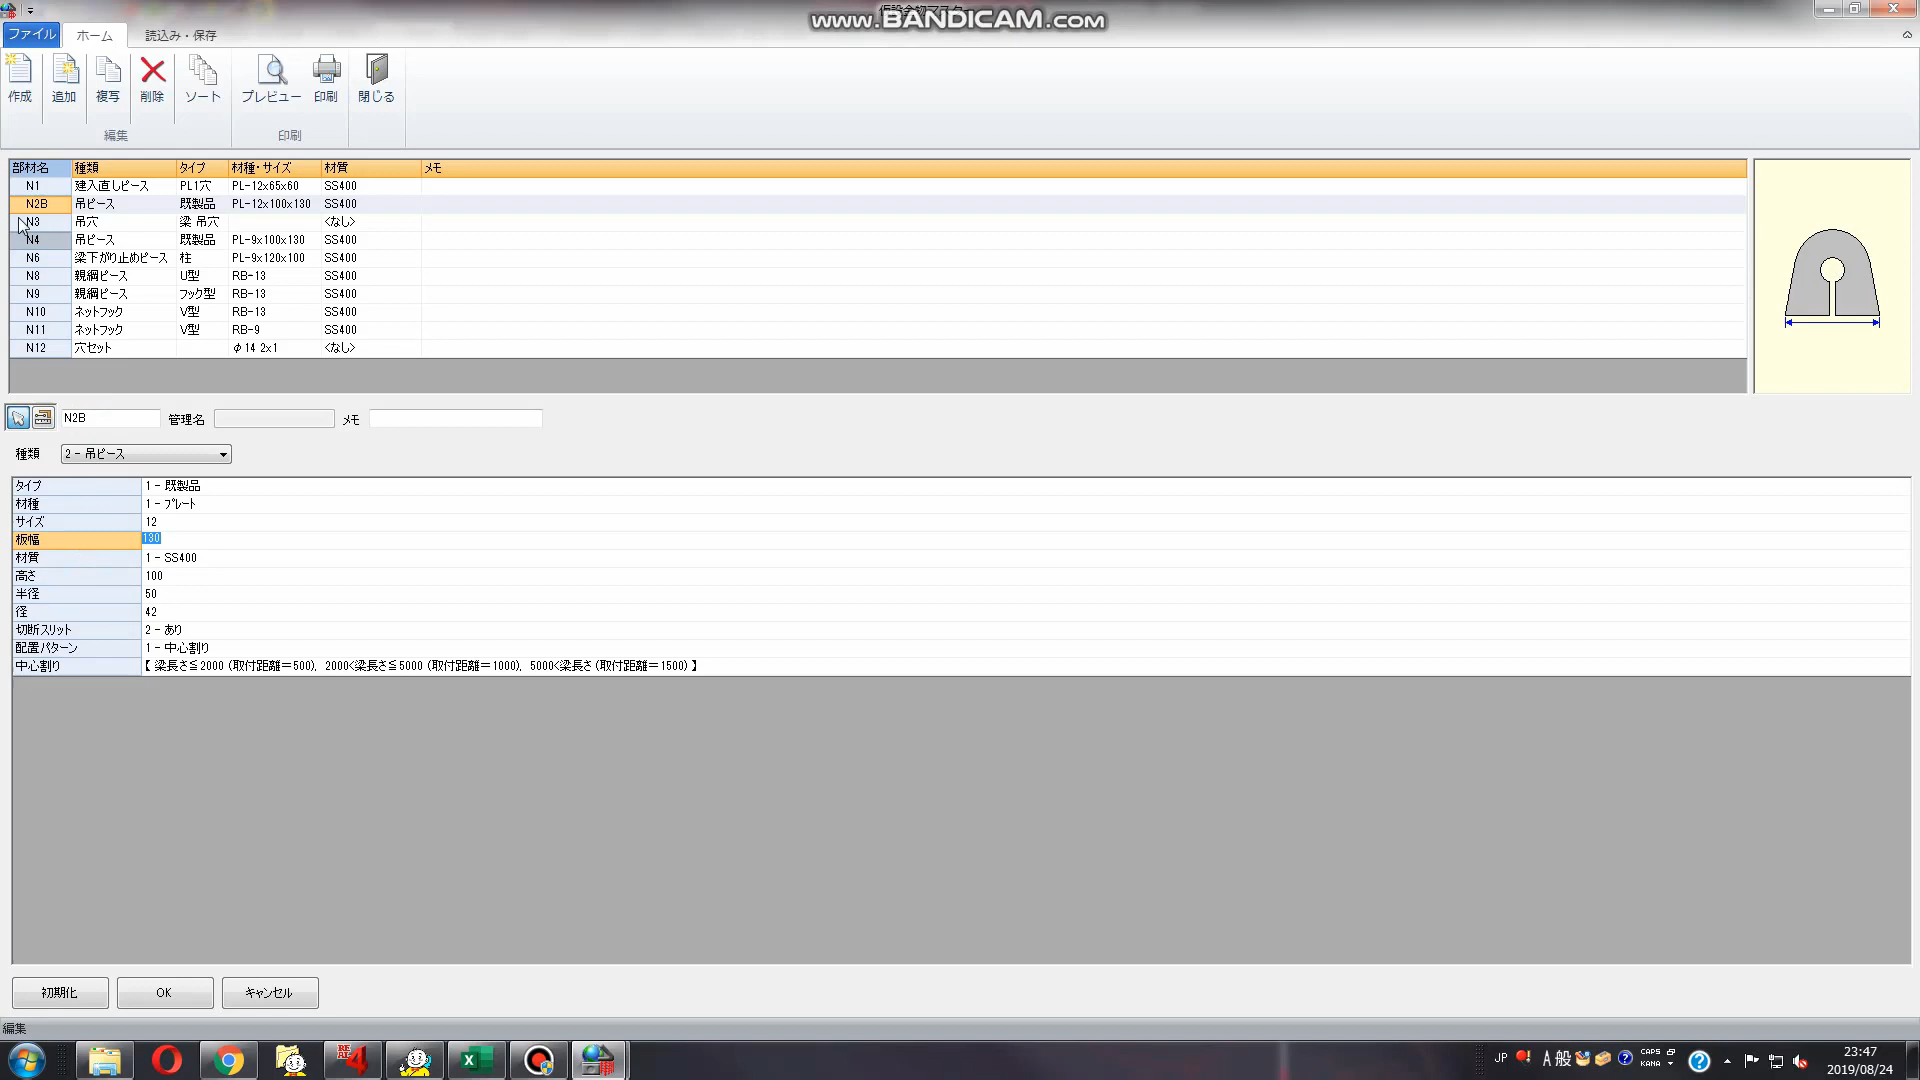 www.BANDICAM.com
ファイル ホーム 読込み・保存
作成 追加 複写 削除 ソート プレビュー 印刷 閉じる
編集 印刷
部材名 種類 タイプ 材種・サイズ 材質 メモ
N1 建入直しピース PL1穴 PL-12x65x60 SS400
N2B 吊ピース 既製品 PL-12x100x130 SS400
N3 吊穴 梁 吊穴 <なし>
N4 吊ピース 既製品 PL-9x100x130 SS400
N6 梁下がり止めピース 柱 PL-9x120x100 SS400
N8 親綱ピース U型 RB-13 SS400
N9 親綱ピース フック型 RB-13 SS400
N10 ネットフック V型 RB-13 SS400
N11 ネットフック V型 RB-9 SS400
N12 穴セット φ14 2x1 <なし>
N2B 管理名 メモ
種類 2 - 吊ピース
タイプ 1 - 既製品
材種 1 - プレート
サイズ 12
板幅 130
材質 1 - SS400
高さ 100
半径 50
径 42
切断スリット 2 - あり
配置パターン 1 - 中心割り
中心割り 【 梁長さ≦2000 (取付距離=500), 2000<梁長さ≦5000 (取付距離=1000), 5000<梁長さ (取付距離=1500) 】
初期化 OK キャンセル
編集
JP A 般 CAPS KANA 23:47
2019/08/24